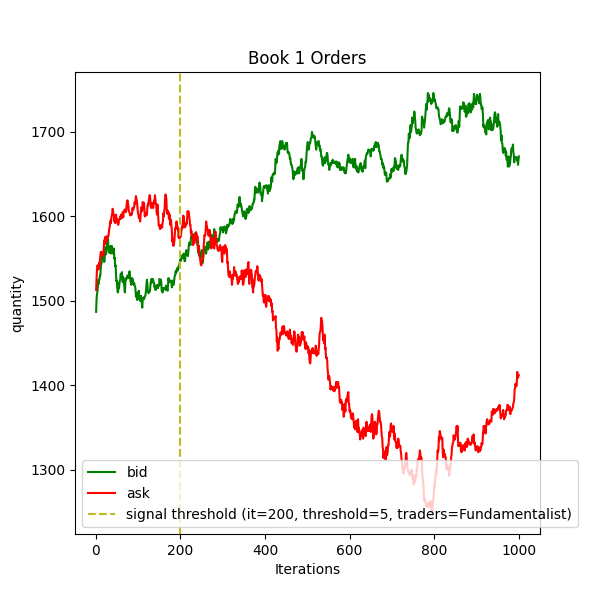 Book 1 Orders
quantity
1700
1600
1500
1400
1300
bid
ask
signal threshold (it=200, threshold=5, traders=Fundamentalist)
0 200 400 600 800 1000
Iterations